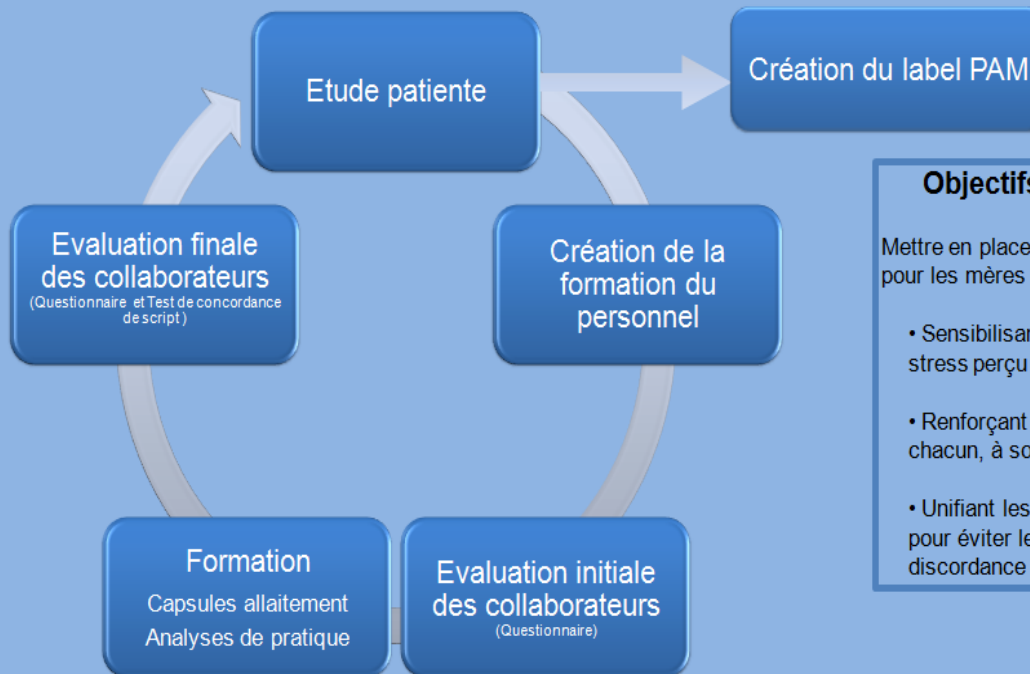 Etude patiente
Création du label PAM
Evaluation finale
des collaborateurs
(Questionnaire et Test de concordance
de script )
Création de la
formation du
personnel
Formation
Capsules allaitement
Analyses de pratique
Evaluation initiale
des collaborateurs
(Questionnaire)
Objectifs
Mettre en place
pour les mères
• Sensibilisan
stress perçu
• Renforçant
chacun, à so
• Unifiant les
pour éviter le
discordance